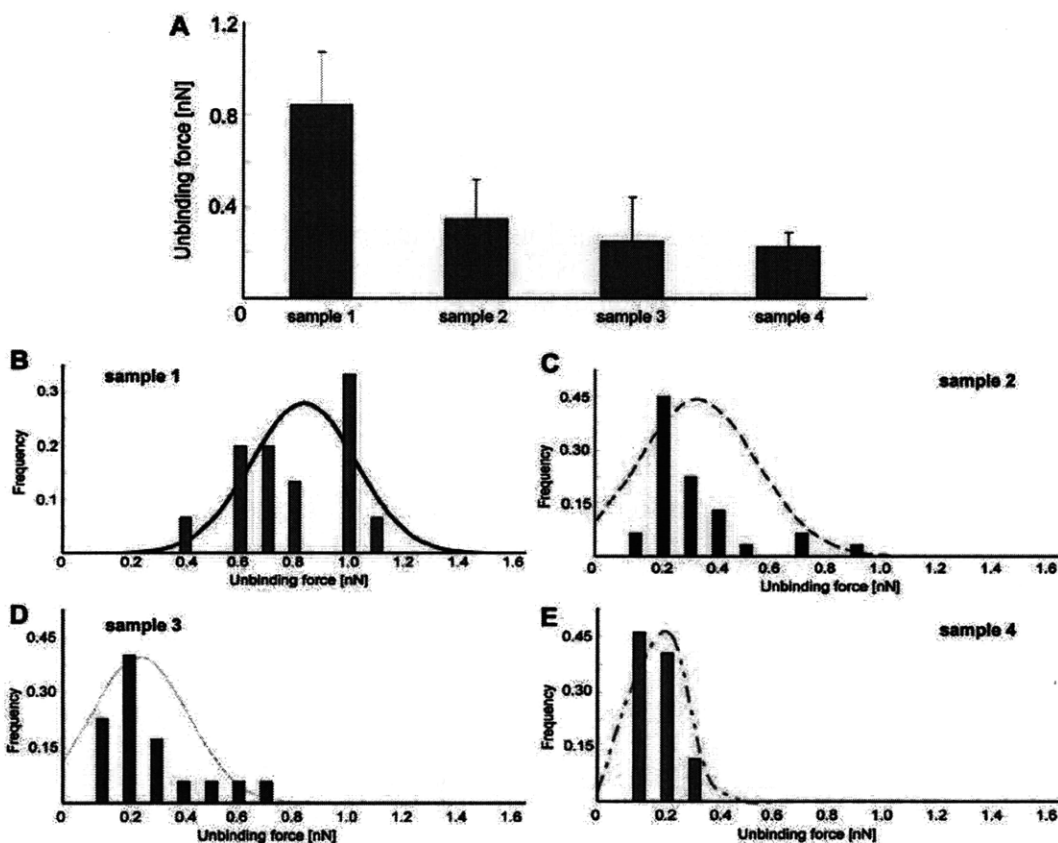 A
1.2
0.8
0.4
0
Unbinding force [nN]
sample 1 sample 2 sample 3 sample 4
B
sample 1
0.3
0.2
0.1
Frequency
0 0.2 0.4 0.6 0.8 1.0 1.2 1.4 1.6
Unbinding force [nN]
C
sample 2
0.45
0.30
0.15
Frequency
0 0.2 0.4 0.6 0.8 1.0 1.2 1.4 1.6
Unbinding force [nN]
D
sample 3
0.45
0.30
0.15
Frequency
0 0.2 0.4 0.6 0.8 1.0 1.2 1.4 1.6
Unbinding force [nN]
E
sample 4
0.45
0.30
0.15
Frequency
0 0.2 0.4 0.6 0.8 1.0 1.2 1.4 1.6
Unbinding force [nN]